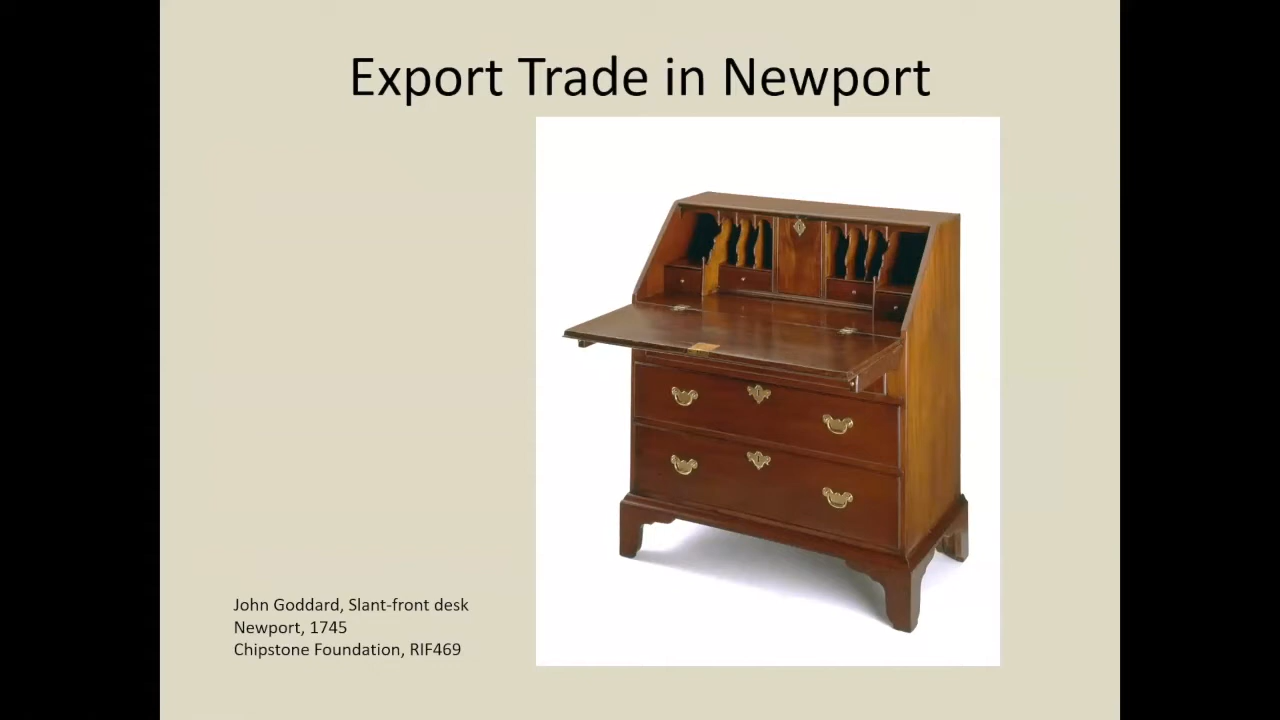 Export Trade in Newport
John Goddard, Slant-front desk
Newport, 1745
Chipstone Foundation, RIF469